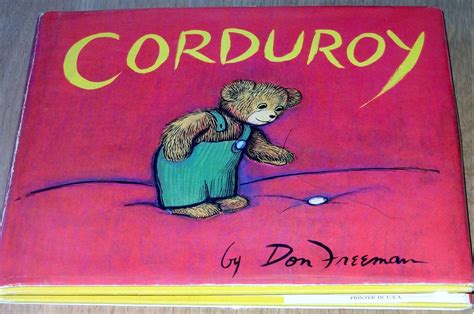 CORDUROY
by Don Freeman
PRINTED IN U.S.A.